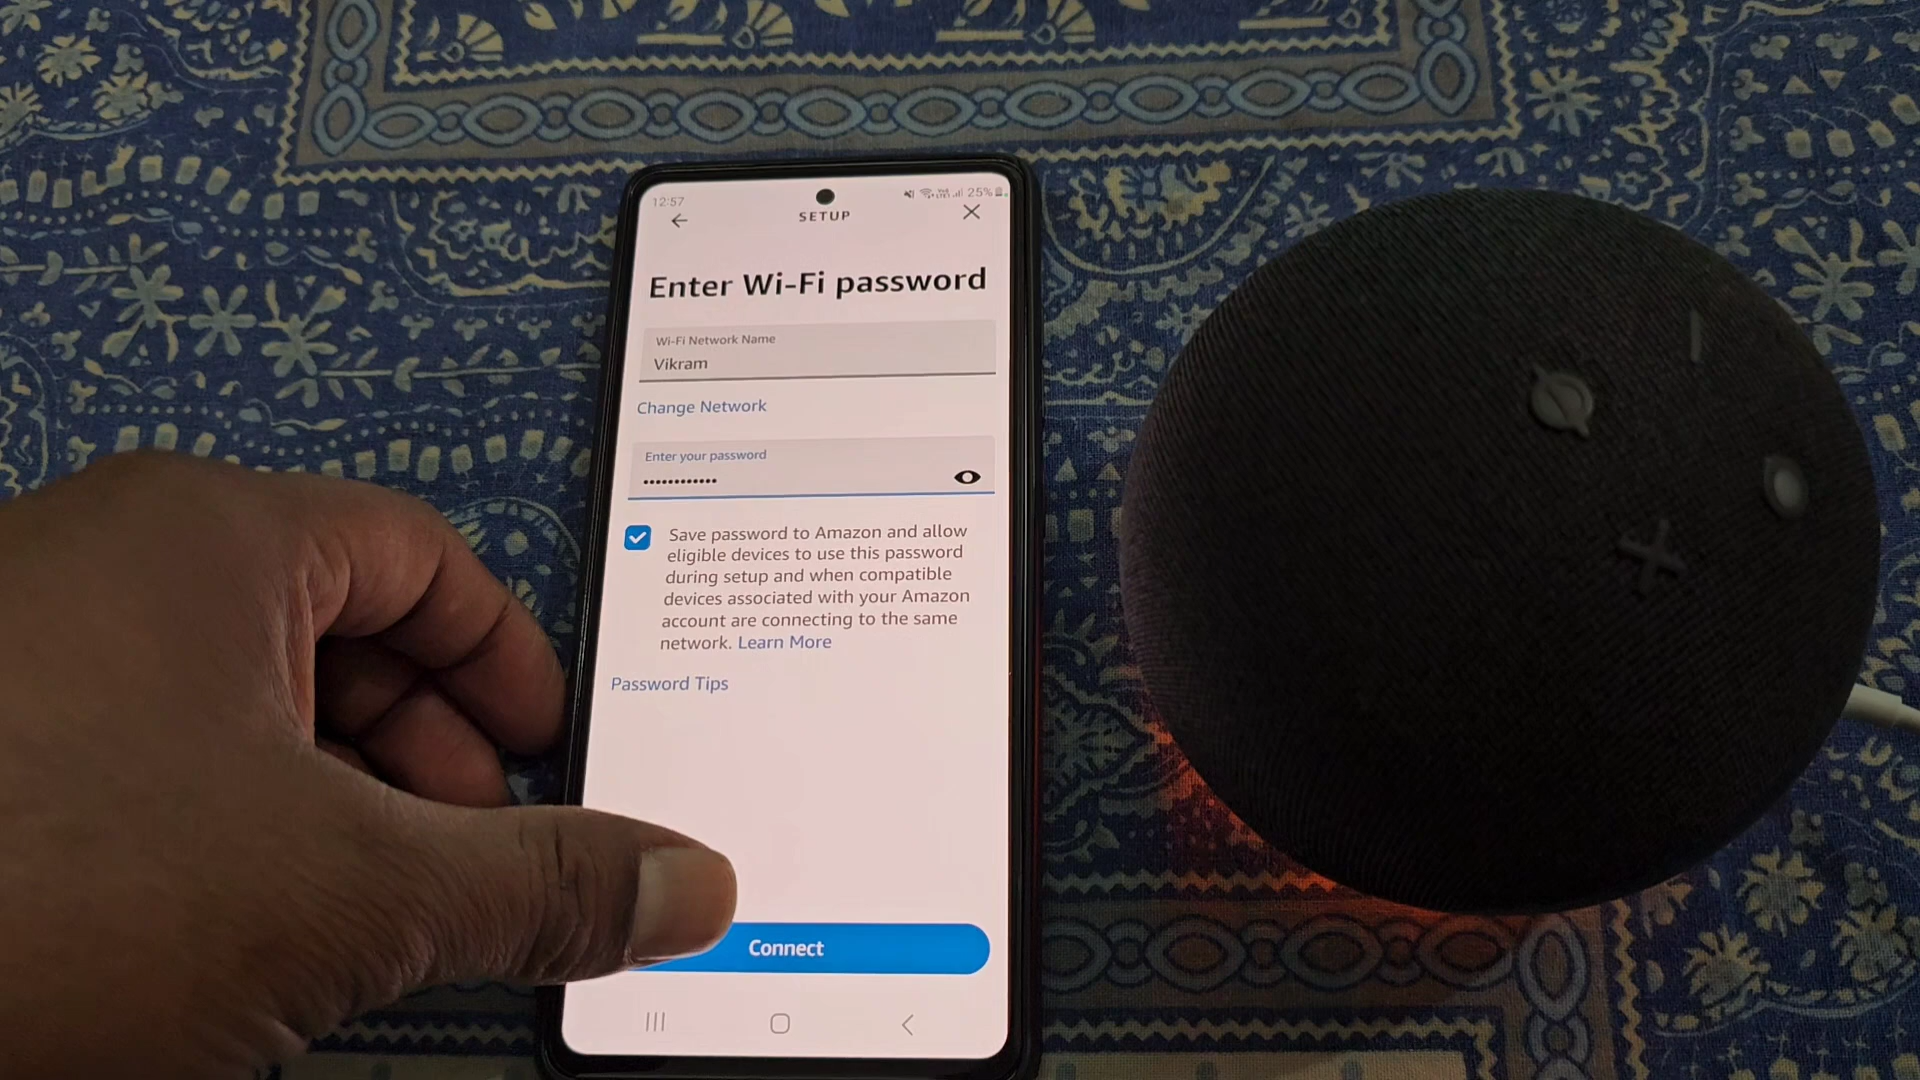 12:57
25%
SETUP
Enter Wi-Fi password
Wi-Fi Network Name
Vikram
Change Network
Enter your password
••••••••••••
Save password to Amazon and allow
eligible devices to use this password
during setup and when compatible
devices associated with your Amazon
account are connecting to the same
network. Learn More
Password Tips
Connect